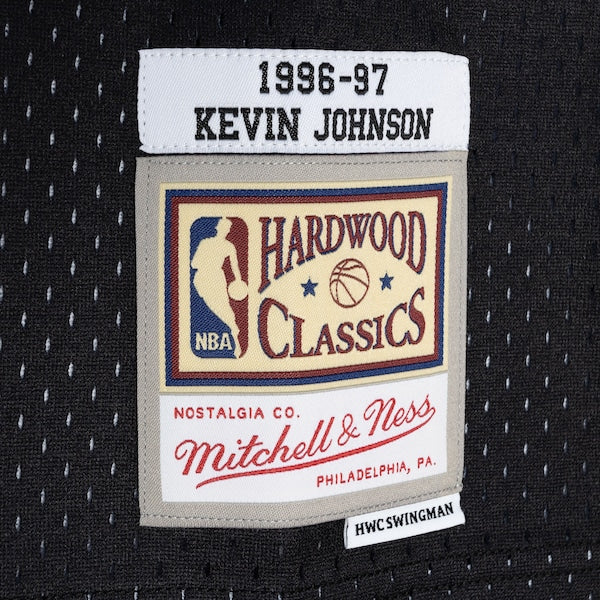 1996-97
KEVIN JOHNSON
HARDWOOD
CLASSICS
NBA
NOSTALGIA CO.
Mitchell & Ness
PHILADELPHIA, PA.
HWC SWINGMAN